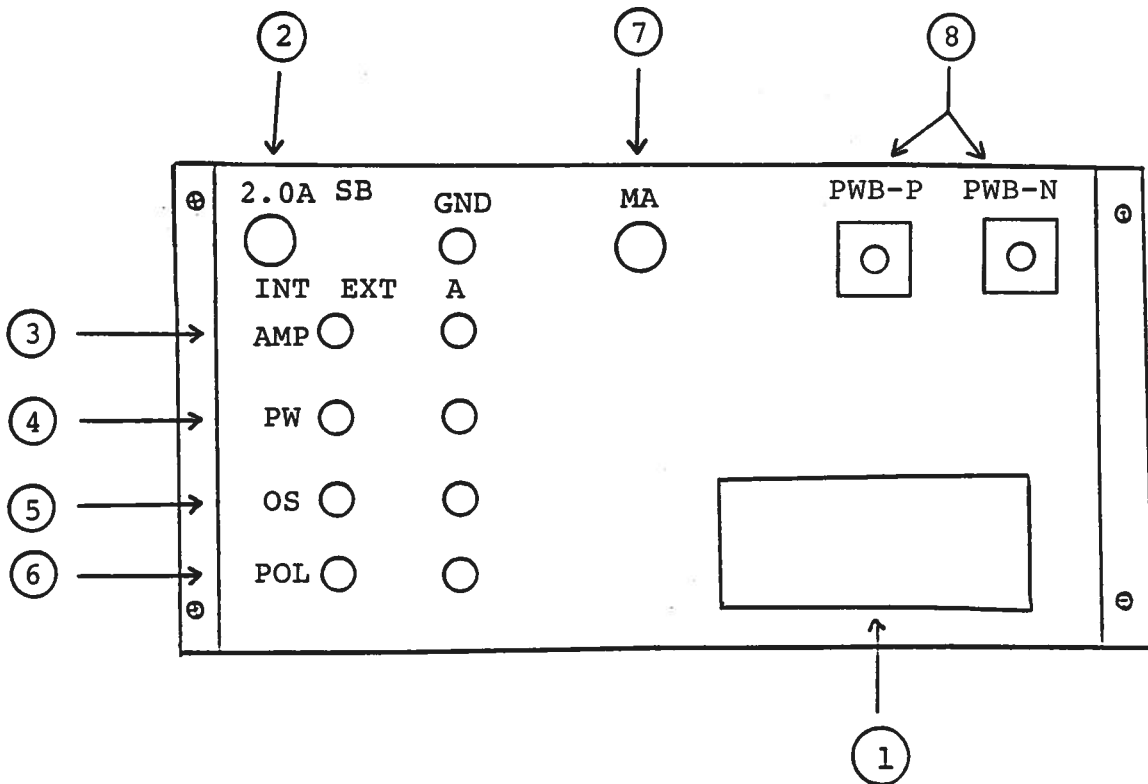 2 7 8
2.0A SB GND MA PWB-P PWB-N
INT EXT A
3 AMP
4 PW
5 OS
6 POL
1